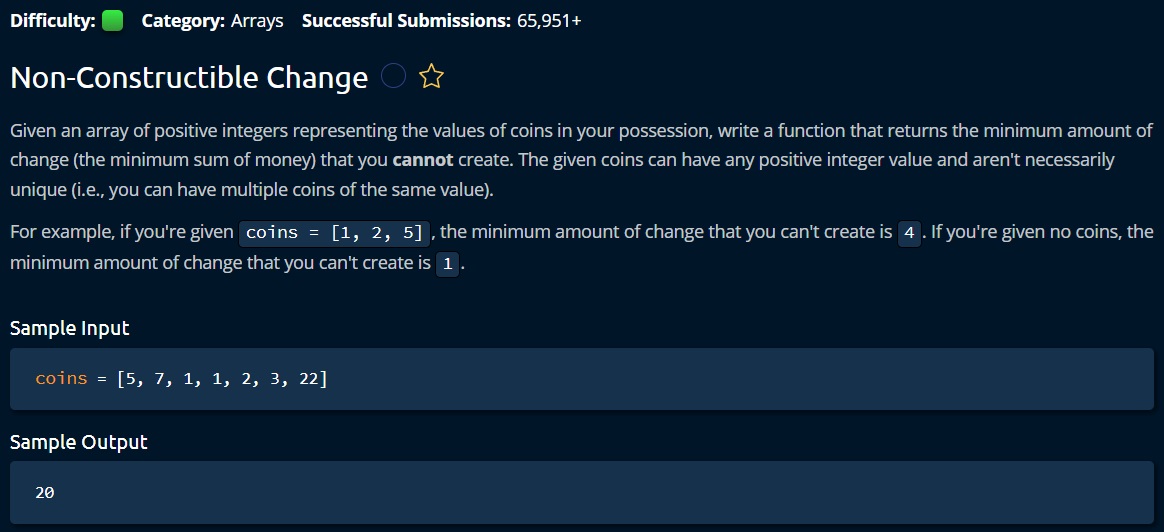 Difficulty: Category: Arrays Successful Submissions: 65,951+
Non-Constructible Change
Given an array of positive integers representing the values of coins in your possession, write a function that returns the minimum amount of
change (the minimum sum of money) that you cannot create. The given coins can have any positive integer value and aren't necessarily
unique (i.e., you can have multiple coins of the same value).
For example, if you're given coins = [1, 2, 5] , the minimum amount of change that you can't create is 4 . If you're given no coins, the
minimum amount of change that you can't create is 1 .
Sample Input
coins = [5, 7, 1, 1, 2, 3, 22]
Sample Output
20